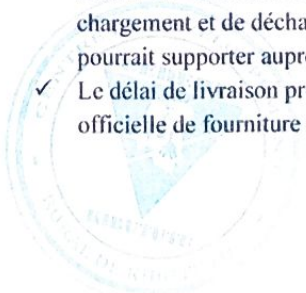 chargement et de décha
pourrait supporter aupr
✓ Le délai de livraison pr
officielle de fourniture